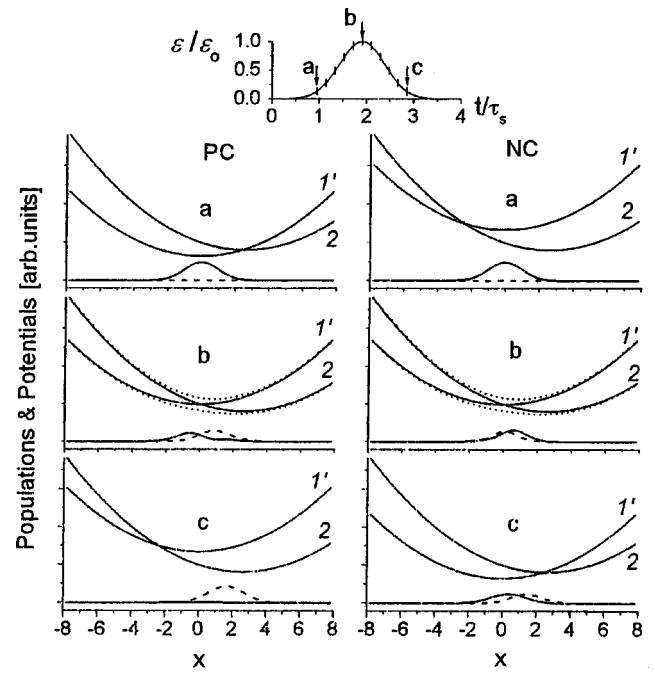 b
ε/ε₀ 1.0
0.5
0.0
a
c
0 1 2 3 4 t/τₛ
Populations & Potentials [arb.units]
PC
a
1'
2
NC
a
1'
2
b
1'
2
b
1'
2
c
1'
2
c
1'
2
-8 -6 -4 -2 0 2 4 6 8
-8 -6 -4 -2 0 2 4 6 8
x
x